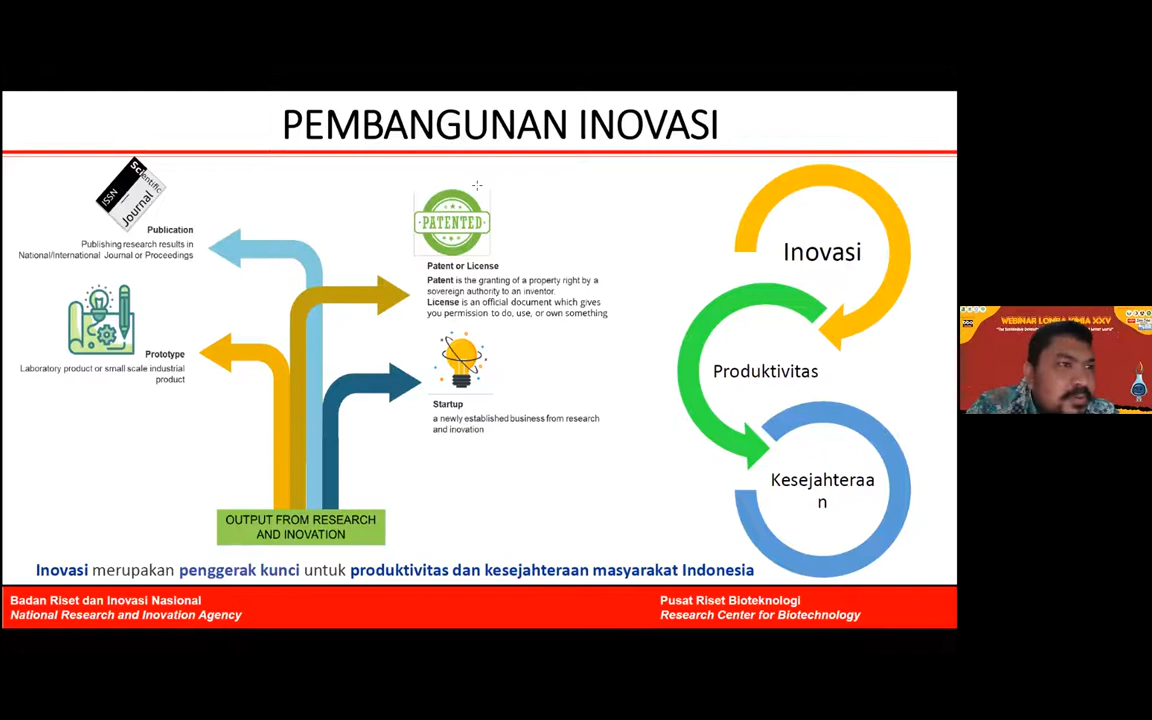 PEMBANGUNAN INOVASI
Scientific
ISSN
Journal
Publication
Publishing research results in
National/International Journal or Proceedings
Prototype
Laboratory product or small scale industrial
product
PATENTED
Patent or License
Patent is the granting of a property right by a
sovereign authority to an inventor.
License is an official document which gives
you permission to do, use, or own something
Startup
a newly established business from research
and inovation
OUTPUT FROM RESEARCH
AND INOVATION
Inovasi
Produktivitas
Kesejahteraa
n
Inovasi merupakan penggerak kunci untuk produktivitas dan kesejahteraan masyarakat Indonesia
Badan Riset dan Inovasi Nasional
National Research and Inovation Agency
Pusat Riset Bioteknologi
Research Center for Biotechnology
WEBINAR LOMBA KIMIA XXV